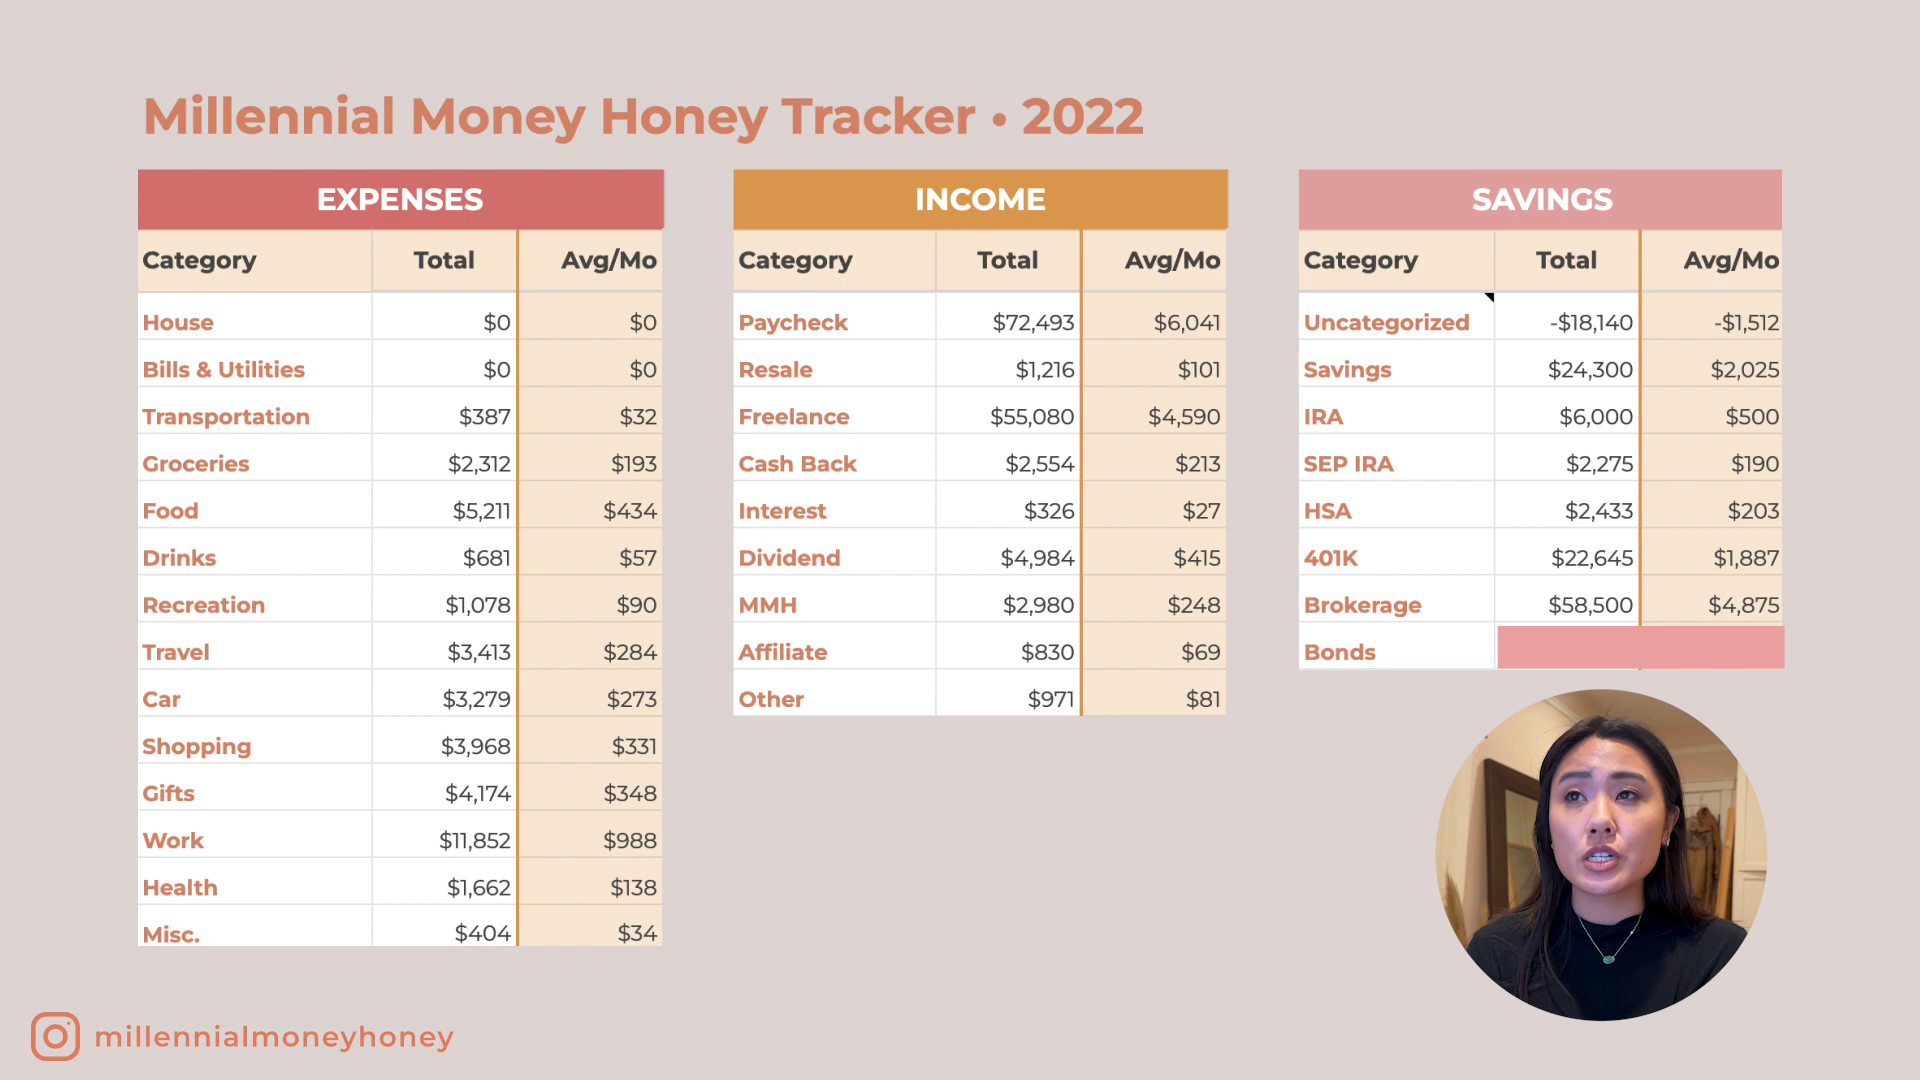 Millennial Money Honey Tracker • 2022
EXPENSES
Category Total Avg/Mo
House $0 $0
Bills & Utilities $0 $0
Transportation $387 $32
Groceries $2,312 $193
Food $5,211 $434
Drinks $681 $57
Recreation $1,078 $90
Travel $3,413 $284
Car $3,279 $273
Shopping $3,968 $331
Gifts $4,174 $348
Work $11,852 $988
Health $1,662 $138
Misc. $404 $34
INCOME
Category Total Avg/Mo
Paycheck $72,493 $6,041
Resale $1,216 $101
Freelance $55,080 $4,590
Cash Back $2,554 $213
Interest $326 $27
Dividend $4,984 $415
MMH $2,980 $248
Affiliate $830 $69
Other $971 $81
SAVINGS
Category Total Avg/Mo
Uncategorized -$18,140 -$1,512
Savings $24,300 $2,025
IRA $6,000 $500
SEP IRA $2,275 $190
HSA $2,433 $203
401K $22,645 $1,887
Brokerage $58,500 $4,875
Bonds
millennialmoneyhoney